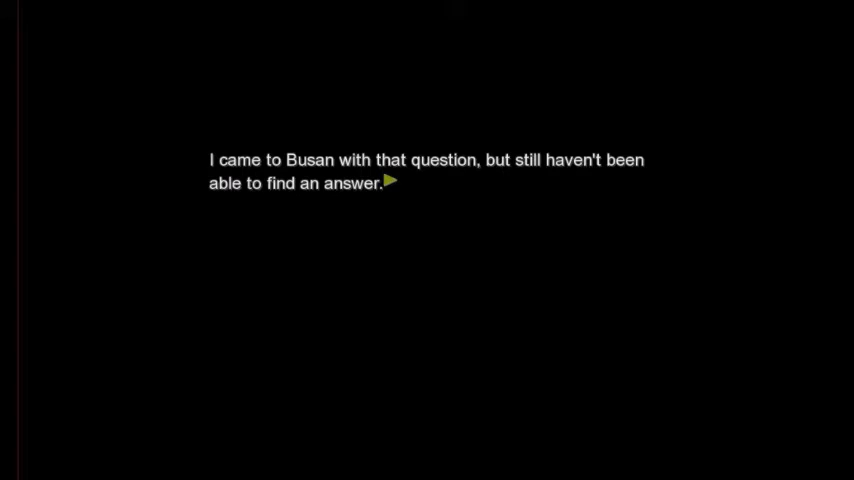 I came to Busan with that question, but still haven't been
able to find an answer.